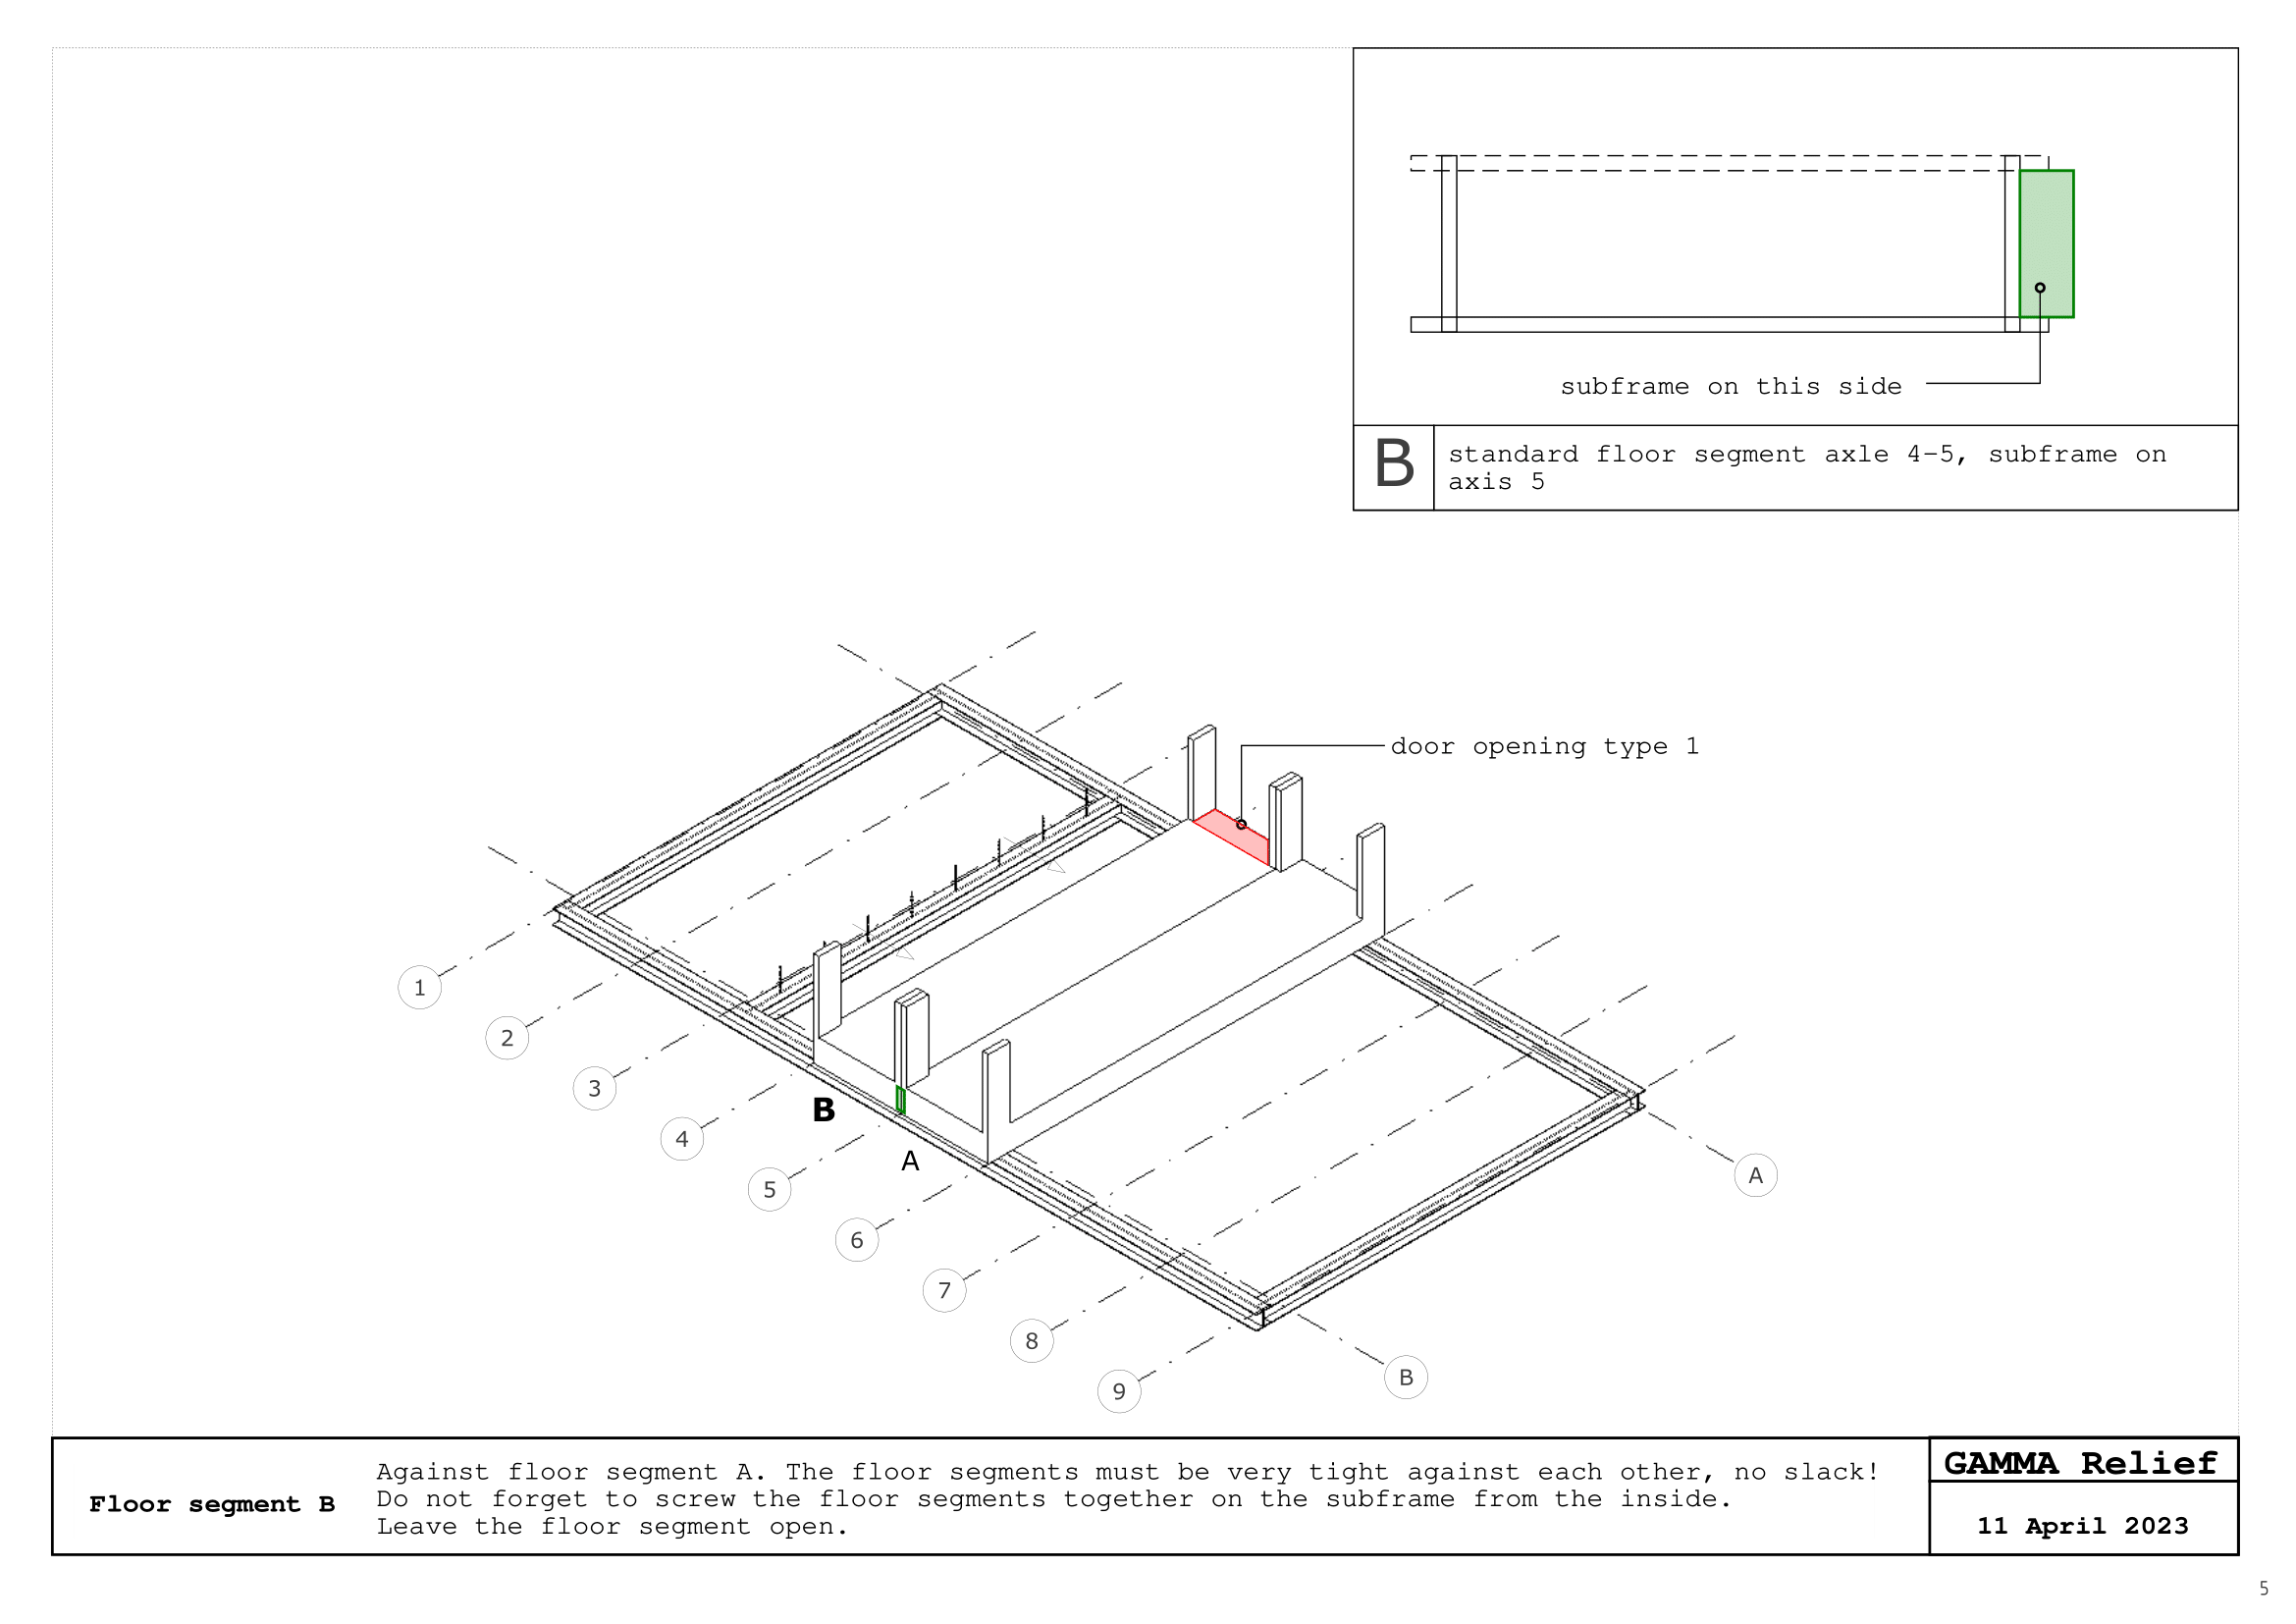 subframe on this side
B
standard floor segment axle 4-5, subframe on
axis 5
door opening type 1
1
2
3
4
5
6
7
8
9
B
A
A
B
Floor segment B
Against floor segment A. The floor segments must be very tight against each other, no slack!
Do not forget to screw the floor segments together on the subframe from the inside.
Leave the floor segment open.
GAMMA Relief
11 April 2023
5